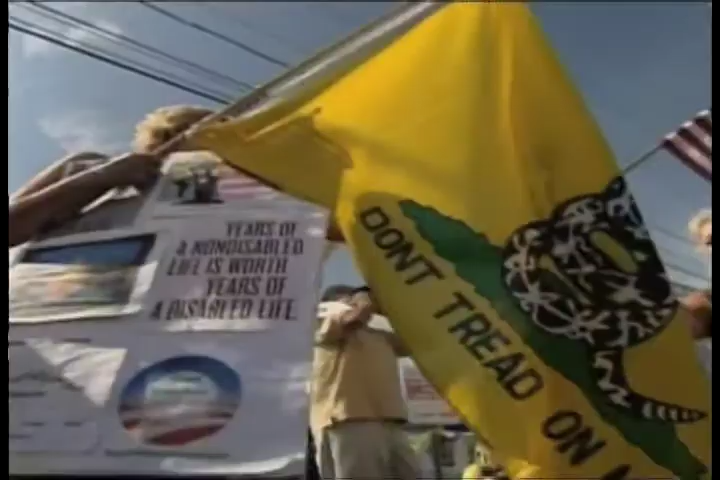 YEARS OF
A NONDISABLED
LIFE IS WORTH
YEARS OF
A DISABLED LIFE.
DONT TREAD ON